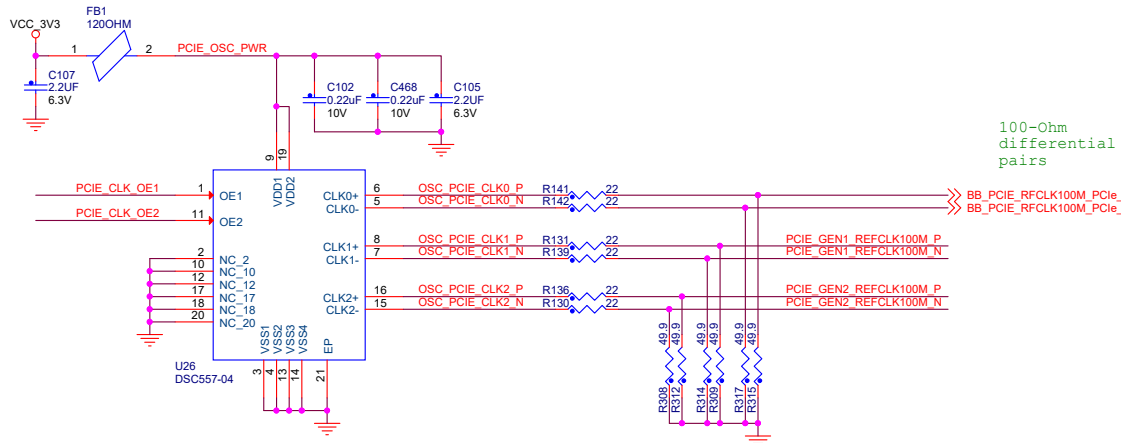 FB1
120OHM
VCC_3V3
1
2
PCIE_OSC_PWR
C107
2.2UF
6.3V
C102
0.22uF
10V
C468
0.22uF
10V
C105
2.2UF
6.3V
100-Ohm
differential
pairs
9
19
VDD1
VDD2
PCIE_CLK_OE1
1
OE1
PCIE_CLK_OE2
11
OE2
2
NC_2
10
NC_10
12
NC_12
17
NC_17
18
NC_18
20
NC_20
CLK0+
6
OSC_PCIE_CLK0_P
R141
22
BB_PCIE_RFCLK100M_PCIe_
CLK0-
5
OSC_PCIE_CLK0_N
R142
22
BB_PCIE_RFCLK100M_PCIe_
CLK1+
8
OSC_PCIE_CLK1_P
R131
22
PCIE_GEN1_REFCLK100M_P
CLK1-
7
OSC_PCIE_CLK1_N
R139
22
PCIE_GEN1_REFCLK100M_N
CLK2+
16
OSC_PCIE_CLK2_P
R136
22
PCIE_GEN2_REFCLK100M_P
CLK2-
15
OSC_PCIE_CLK2_N
R130
22
PCIE_GEN2_REFCLK100M_N
VSS1
VSS2
VSS3
VSS4
EP
3
4
13
14
21
U26
DSC557-04
49.9
49.9
49.9
49.9
49.9
49.9
R308
R312
R314
R309
R317
R315